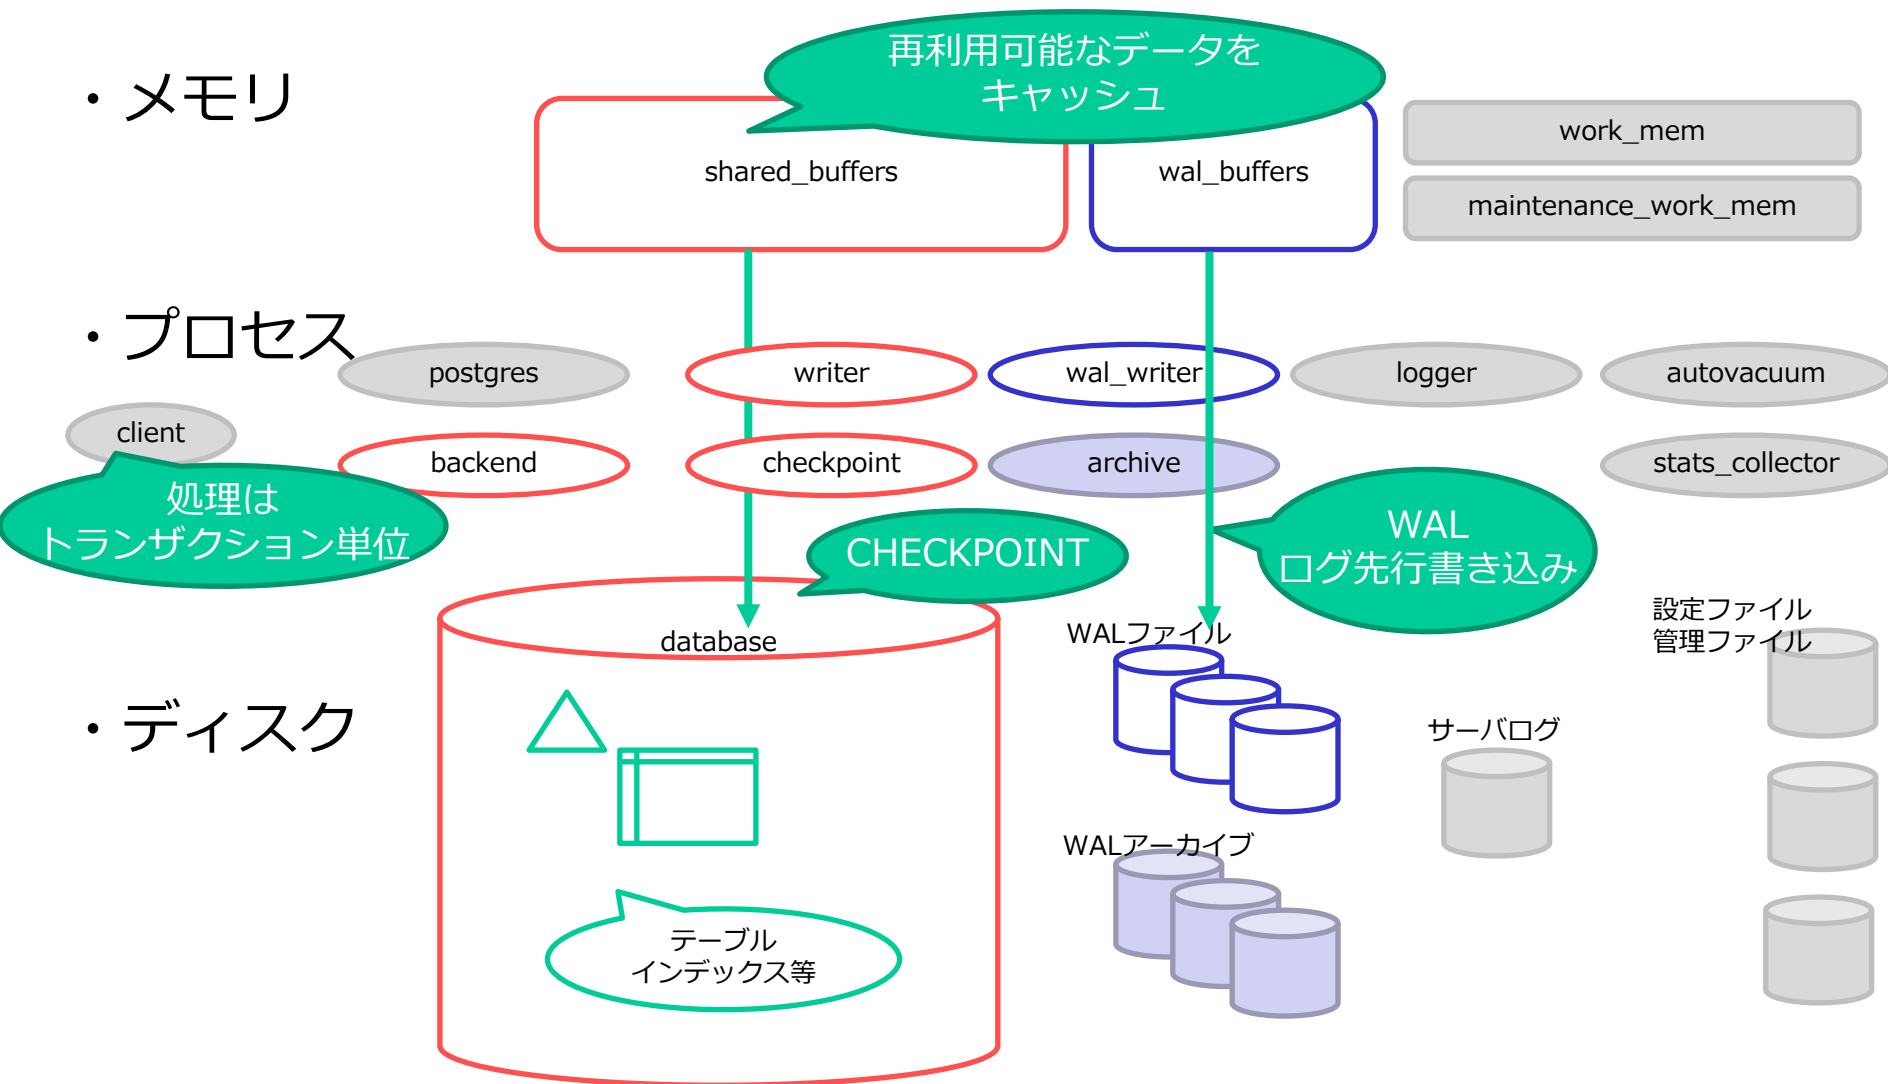 再利用可能なデータを
キャッシュ
・メモリ
work_mem
shared_buffers
wal_buffers
maintenance_work_mem
・プロセス
postgres
writer
wal_writer
logger
autovacuum
client
backend
checkpoint
archive
stats_collector
処理は
トランザクション単位
CHECKPOINT
WAL
ログ先行書き込み
database
WALファイル
設定ファイル
管理ファイル
・ディスク
サーバログ
WALアーカイブ
テーブル
インデックス等